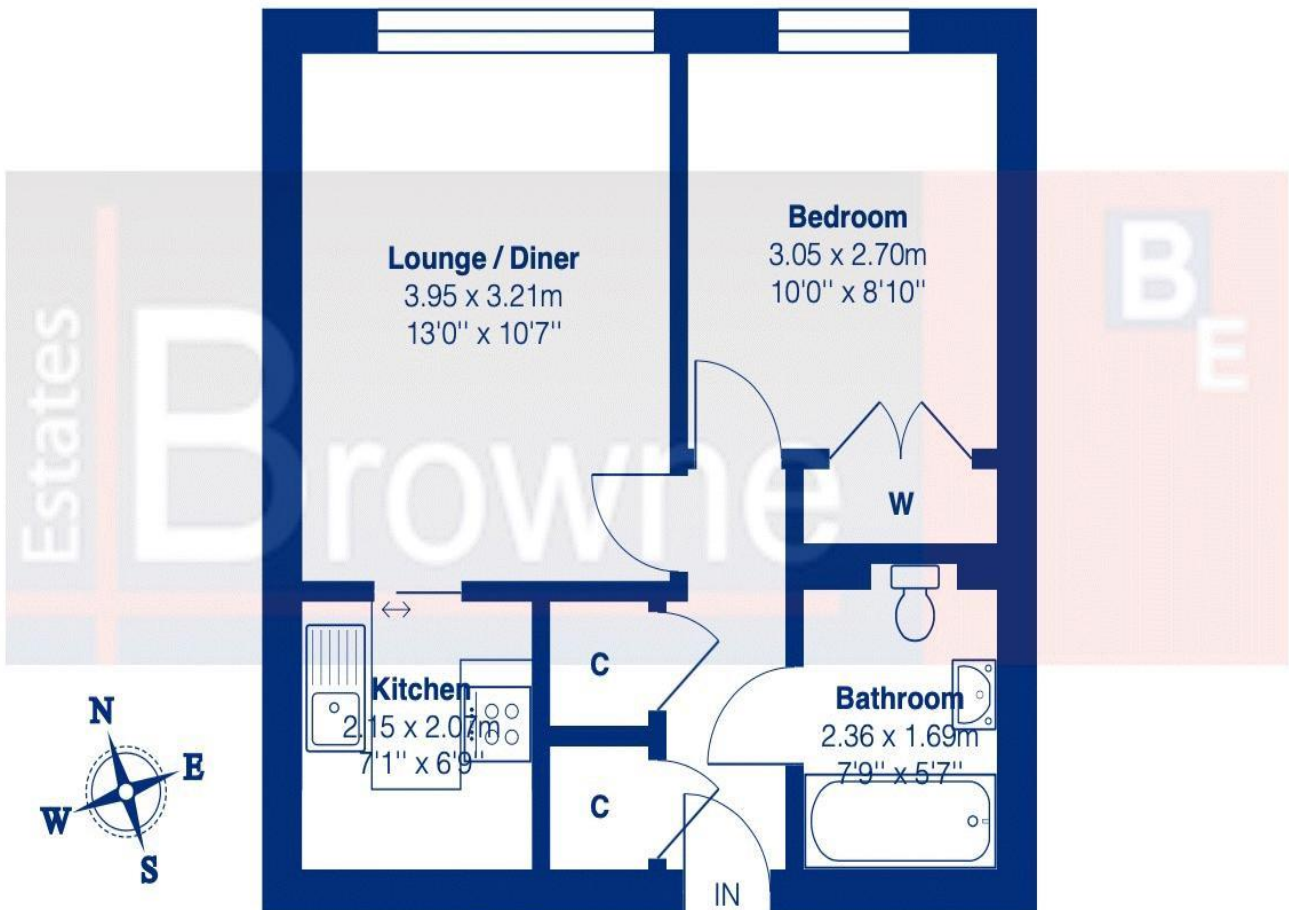 Lounge / Diner
3.95 x 3.21m
13'0'' x 10'7''
Bedroom
3.05 x 2.70m
10'0'' x 8'10''
Estates
Browne
B
E
W
C
Kitchen
2.15 x 2.07m
7'1'' x 6'9''
Bathroom
2.36 x 1.69m
7'9'' x 5'7''
C
IN
N
E
W
S